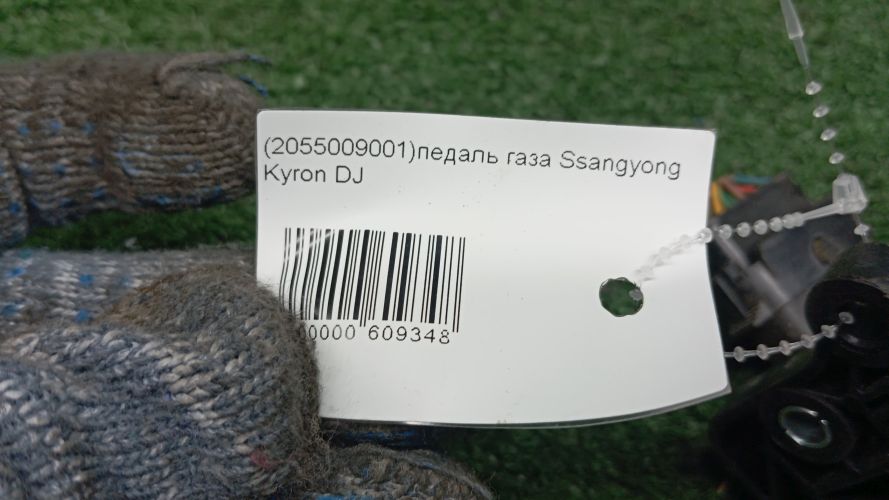 (2055009001)педаль газа Ssangyong
Kyron DJ
0000 609348